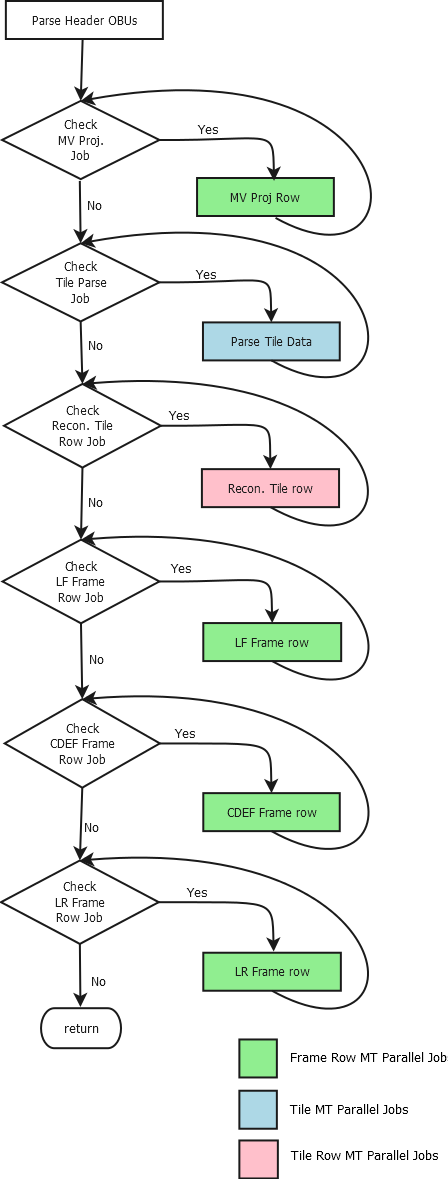 Parse Header OBUs
Check
MV Proj.
Job
Yes
MV Proj Row
No
Check
Tile Parse
Job
Yes
Parse Tile Data
No
Check
Recon. Tile
Row Job
Yes
Recon. Tile row
No
Check
LF Frame
Row Job
Yes
LF Frame row
No
Check
CDEF Frame
Row Job
Yes
CDEF Frame row
No
Check
LR Frame
Row Job
Yes
LR Frame row
No
return
Frame Row MT Parallel Jobs
Tile MT Parallel Jobs
Tile Row MT Parallel Jobs